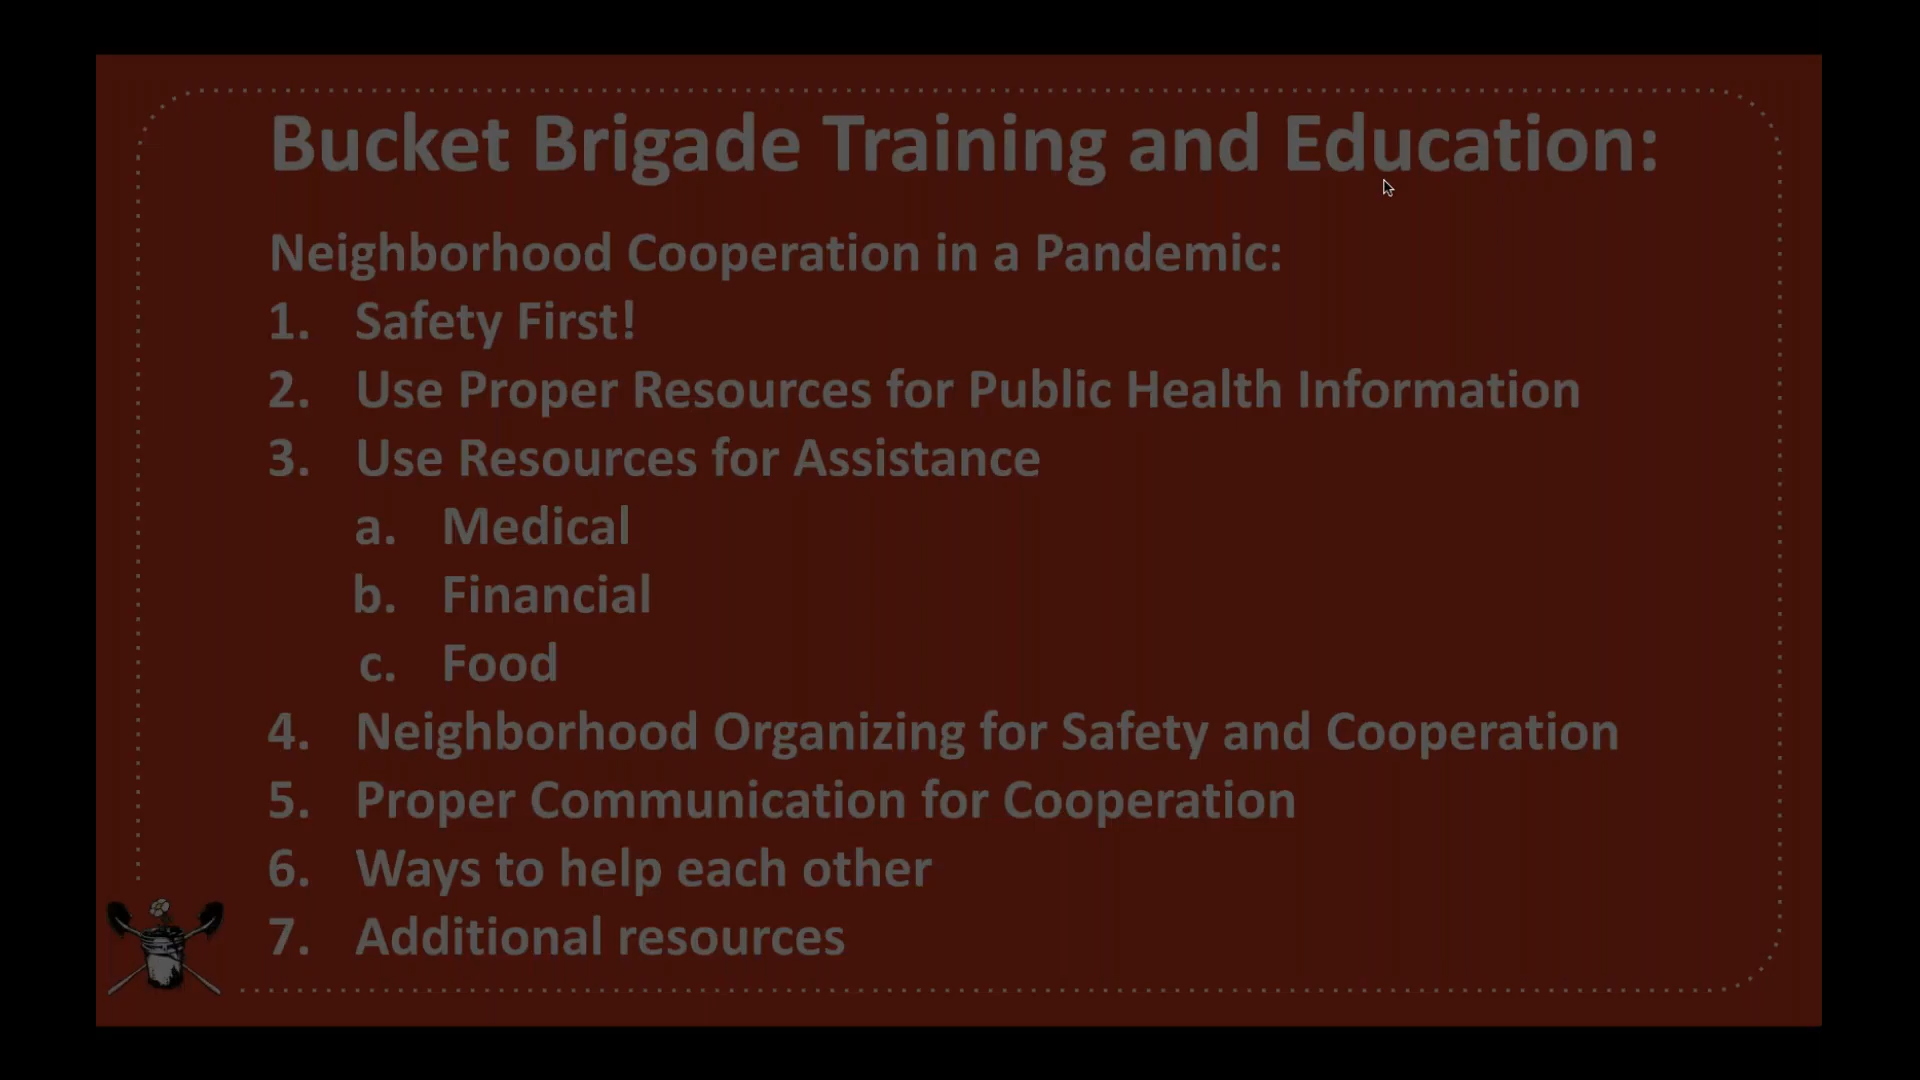 Bucket Brigade Training and Education:
Neighborhood Cooperation in a Pandemic:
1. Safety First!
2. Use Proper Resources for Public Health Information
3. Use Resources for Assistance
a. Medical
b. Financial
c. Food
4. Neighborhood Organizing for Safety and Cooperation
5. Proper Communication for Cooperation
6. Ways to help each other
7. Additional resources